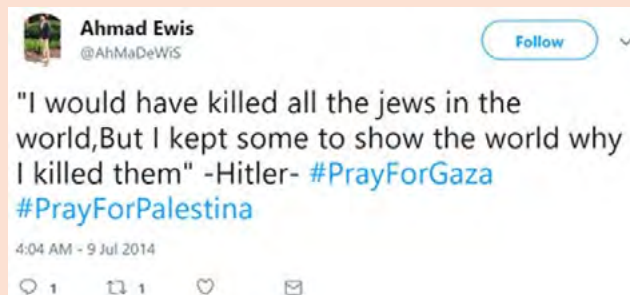 Ahmad Ewis
@AhMaDeWiS
Follow
"I would have killed all the jews in the
world,But I kept some to show the world why
I killed them" -Hitler- #PrayForGaza
#PrayForPalestina
4:04 AM - 9 Jul 2014
1 1